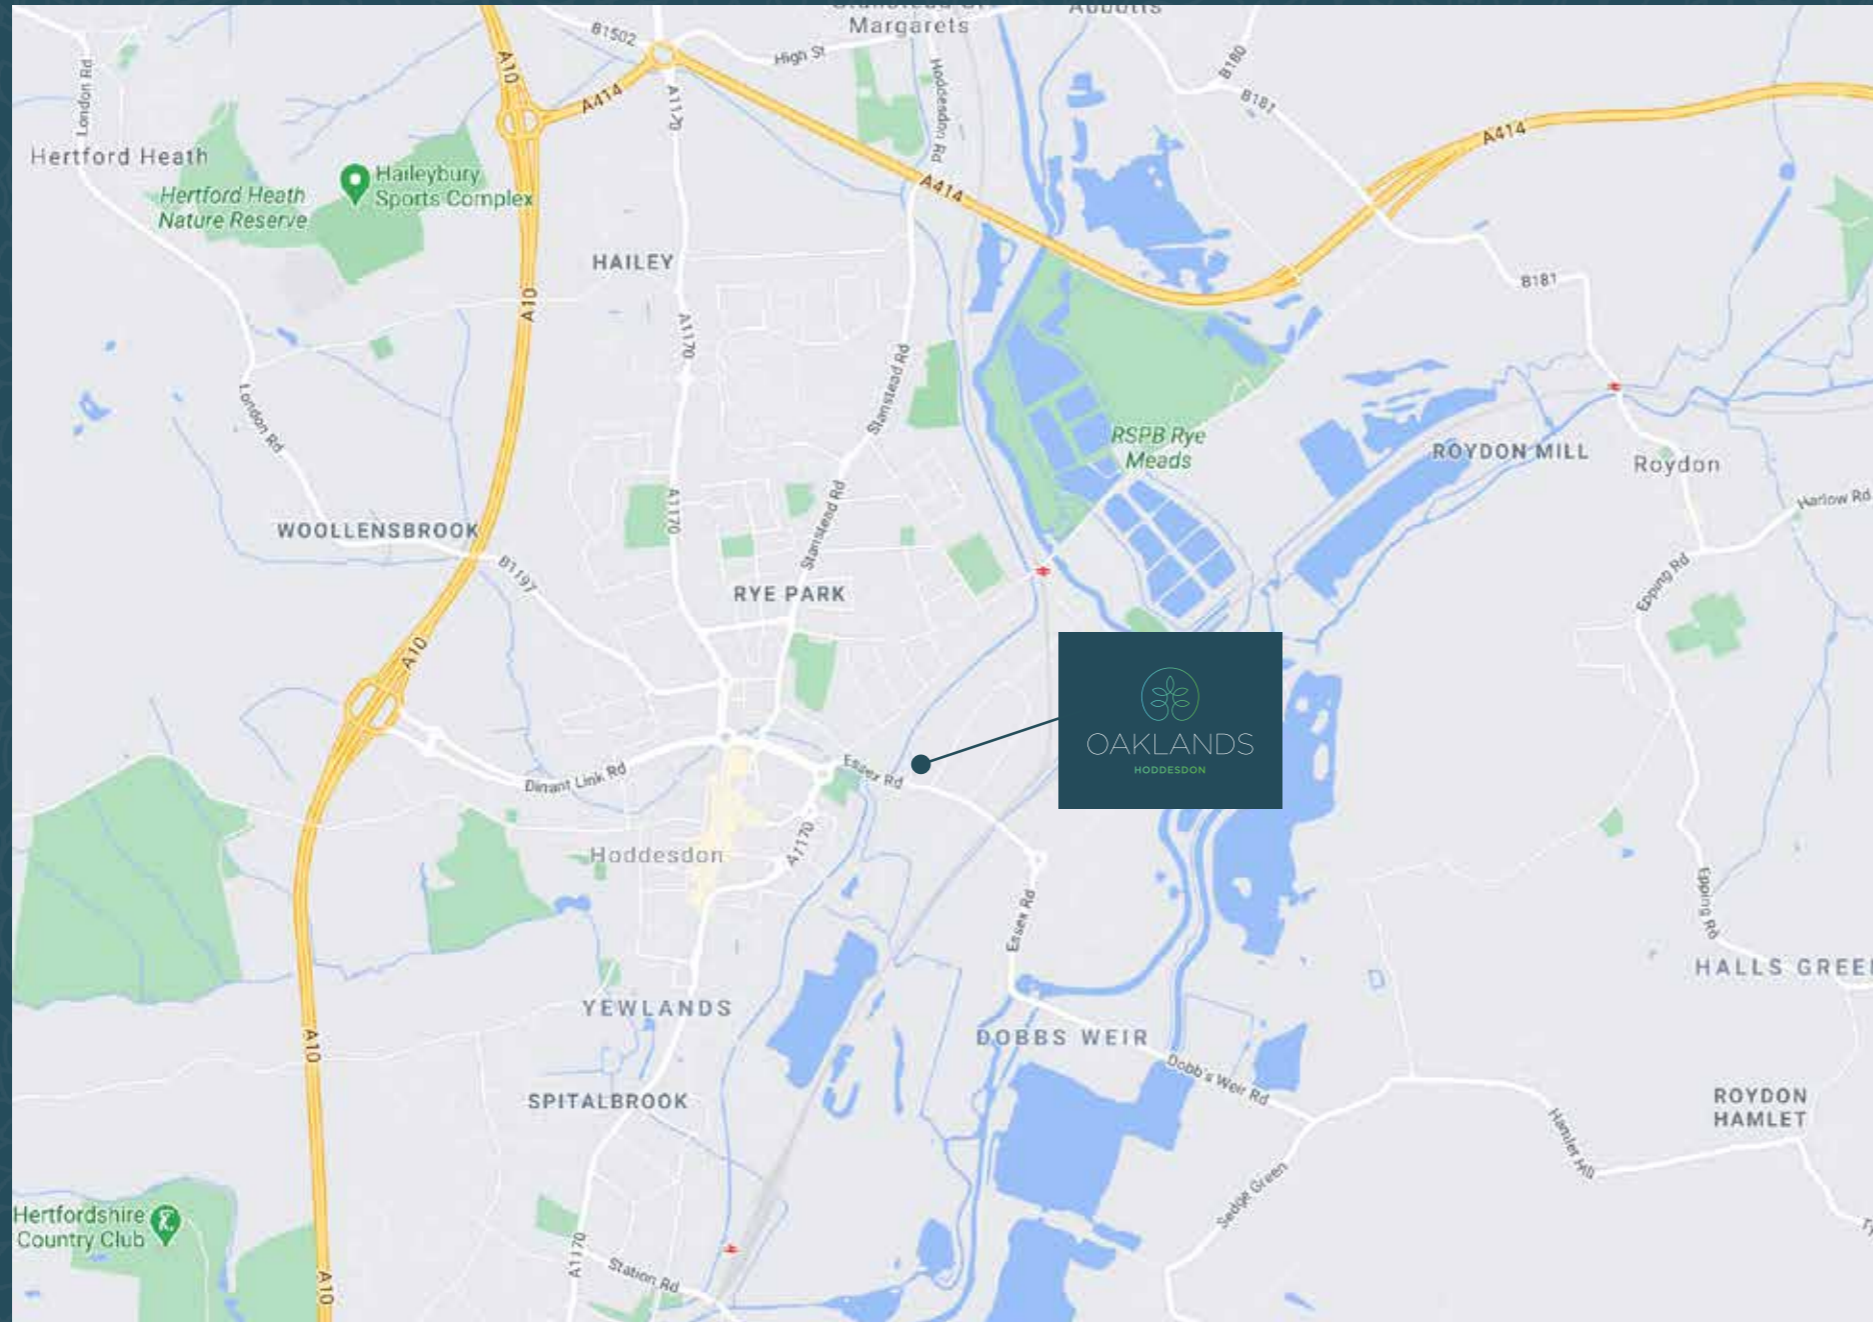 Margarets
B1502
High St
B180
London Rd
A10
A414
A1170
Hoddesdon Rd
B181
A414
Hertford Heath
Haileybury
Sports Complex
Hertford Heath
Nature Reserve
A414
HAILEY
B181
A10
A1170
Stanstead Rd
London Rd
RSPB Rye
Meads
ROYDON MILL
Roydon
Harlow Rd
A1170
Stanstead Rd
WOOLLENSBROOK
B1197
RYE PARK
Epping Rd
A10
OAKLANDS
HODDESDON
Dinant Link Rd
Essex Rd
Hoddesdon
A1170
Essex Rd
Epping Rd
HALLS GREE
YEWLANDS
DOBBS WEIR
A10
Dobb's Weir Rd
SPITALBROOK
ROYDON
HAMLET
Hamlet Hill
Sedge Green
Hertfordshire
Country Club
A1170
Station Rd
A10